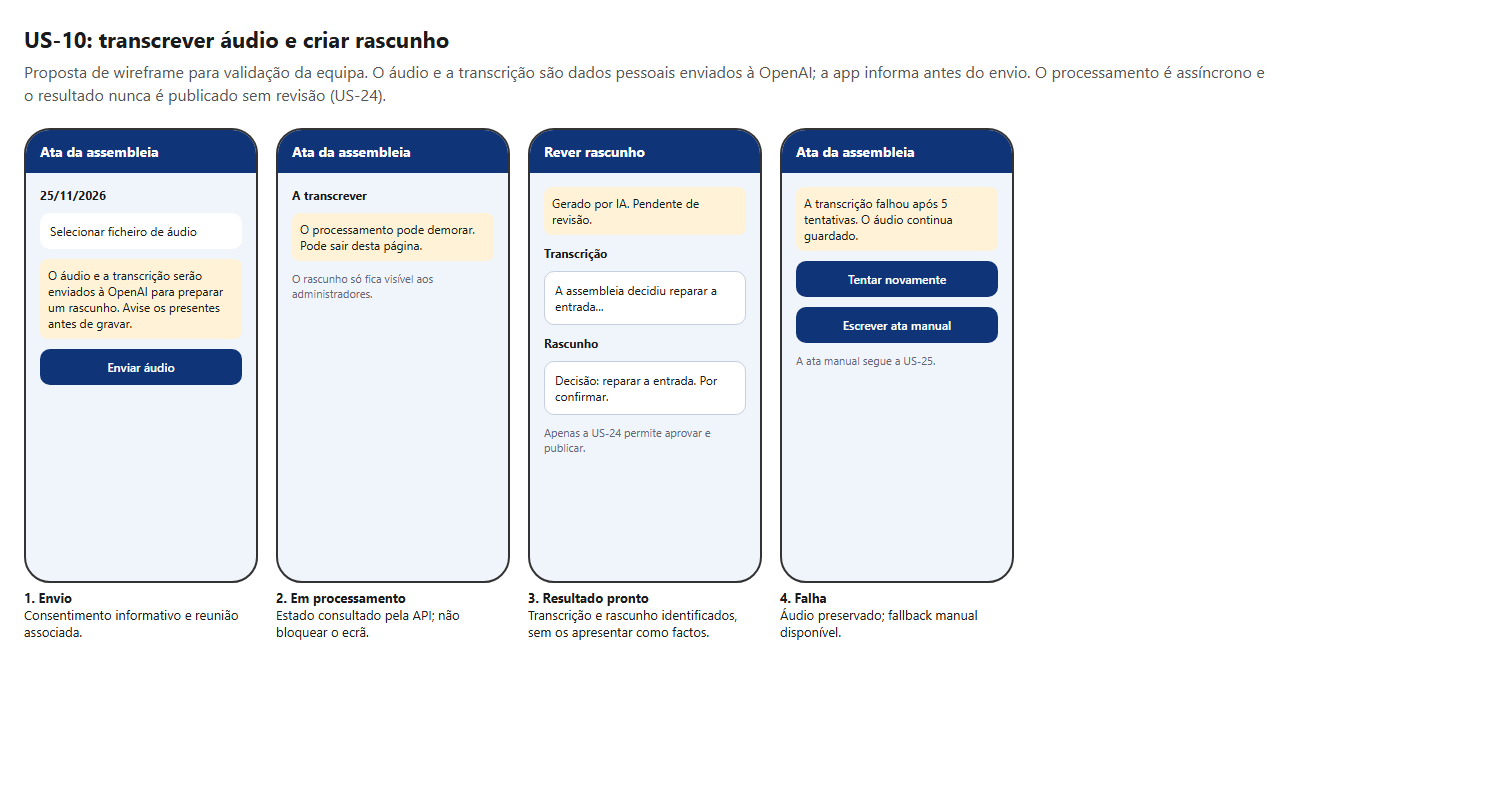 US-10: transcrever áudio e criar rascunho
Proposta de wireframe para validação da equipa. O áudio e a transcrição são dados pessoais enviados à OpenAI; a app informa antes do envio. O processamento é assíncrono e
o resultado nunca é publicado sem revisão (US-24).
Ata da assembleia
25/11/2026
Selecionar ficheiro de áudio
O áudio e a transcrição serão
enviados à OpenAI para preparar
um rascunho. Avise os presentes
antes de gravar.
Enviar áudio
1. Envio
Consentimento informativo e reunião
associada.
Ata da assembleia
A transcrever
O processamento pode demorar.
Pode sair desta página.
O rascunho só fica visível aos
administradores.
2. Em processamento
Estado consultado pela API; não
bloquear o ecrã.
Rever rascunho
Gerado por IA. Pendente de
revisão.
Transcrição
A assembleia decidiu reparar a
entrada...
Rascunho
Decisão: reparar a entrada. Por
confirmar.
Apenas a US-24 permite aprovar e
publicar.
3. Resultado pronto
Transcrição e rascunho identificados,
sem os apresentar como factos.
Ata da assembleia
A transcrição falhou após 5
tentativas. O áudio continua
guardado.
Tentar novamente
Escrever ata manual
A ata manual segue a US-25.
4. Falha
Áudio preservado; fallback manual
disponível.